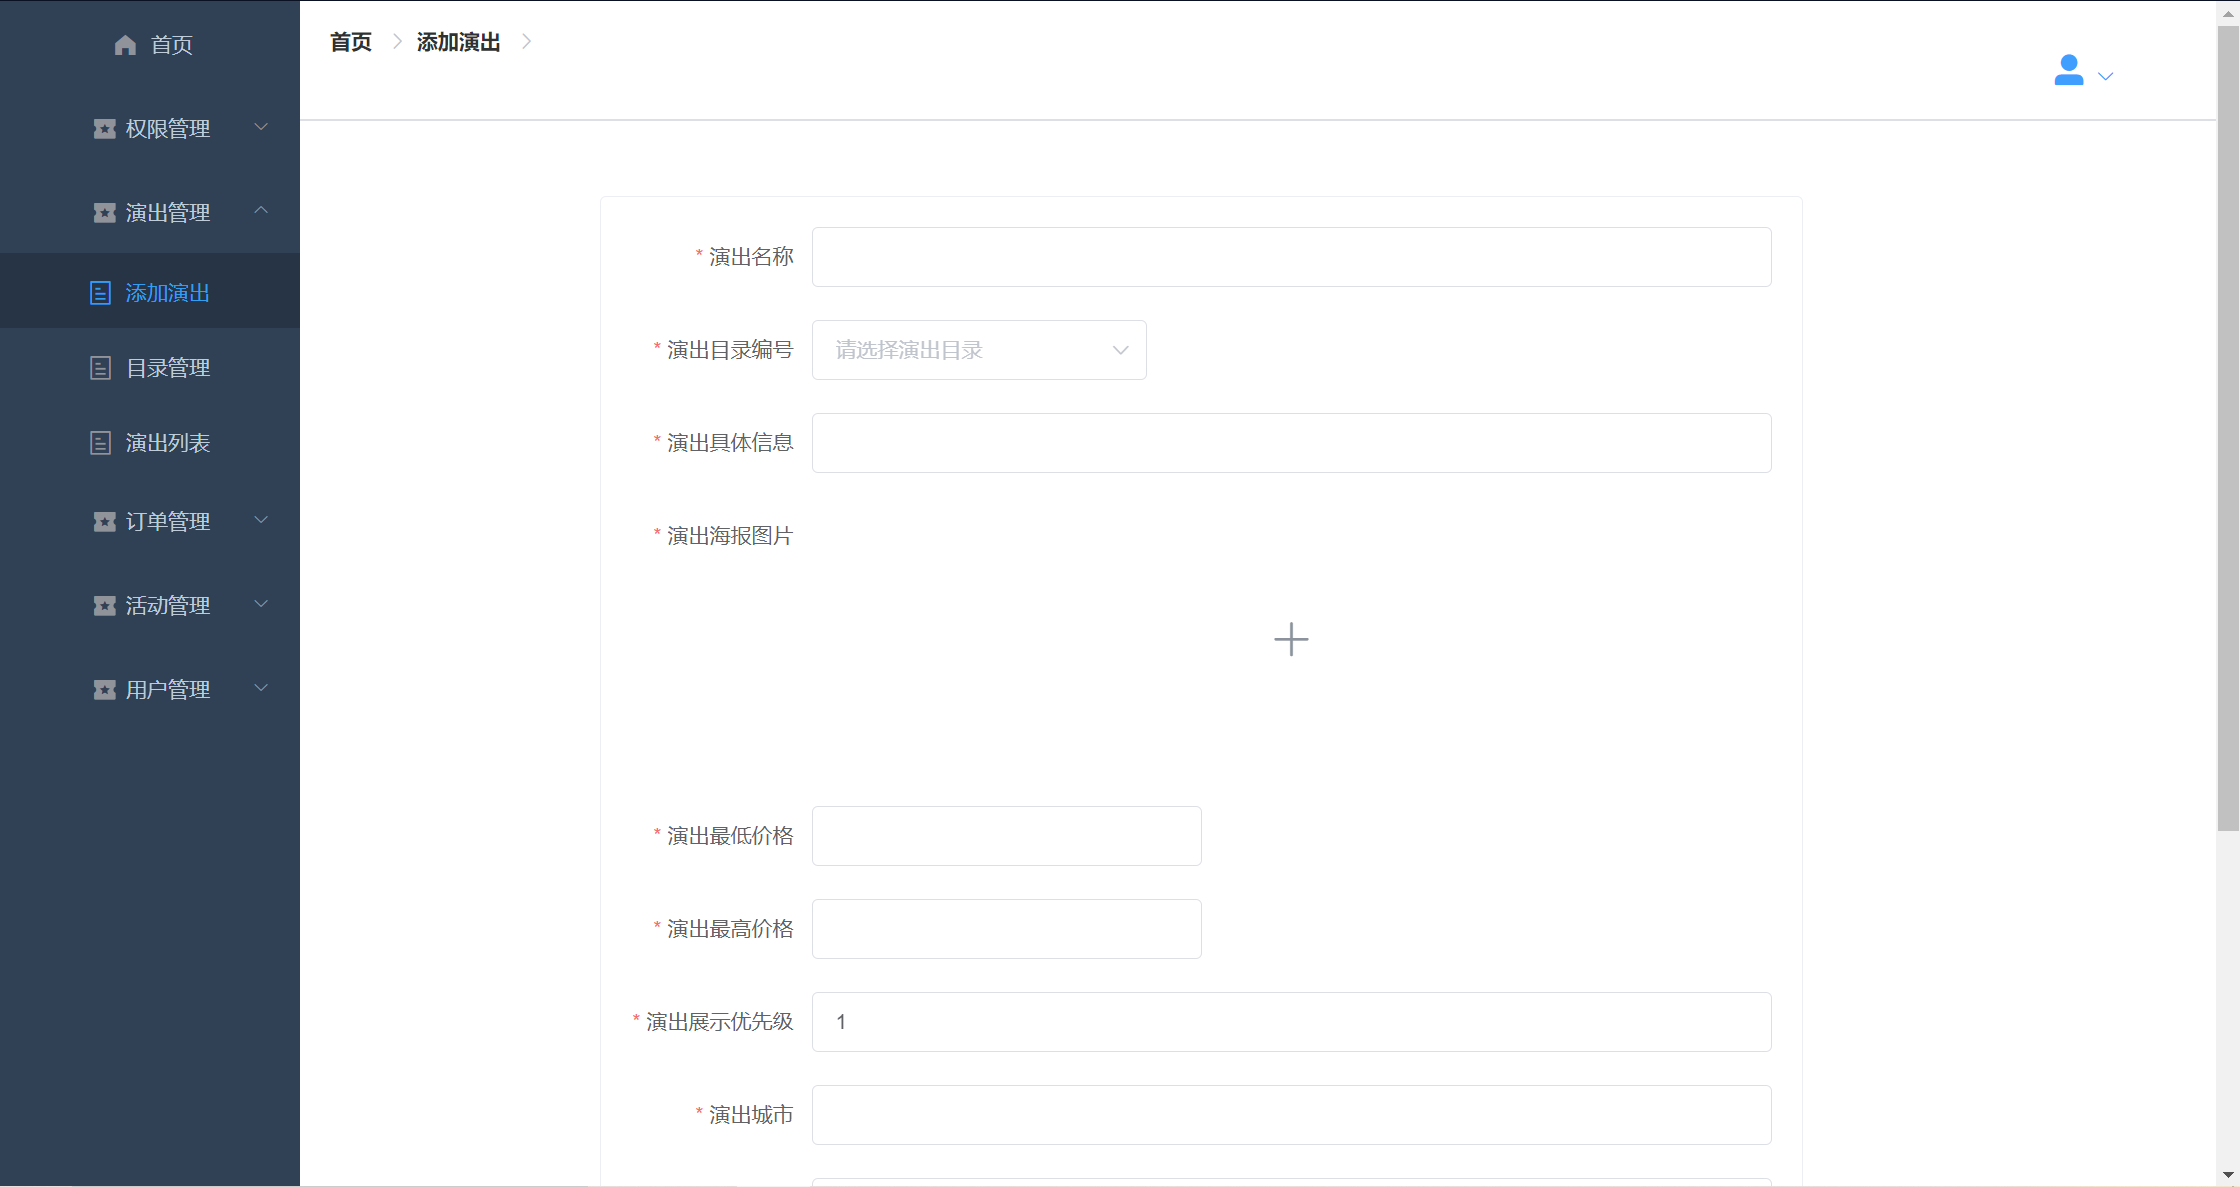 首页
权限管理
演出管理
添加演出
目录管理
演出列表
订单管理
活动管理
用户管理
首页 添加演出
* 演出名称
* 演出目录编号 请选择演出目录
* 演出具体信息
* 演出海报图片
* 演出最低价格
* 演出最高价格
* 演出展示优先级 1
* 演出城市